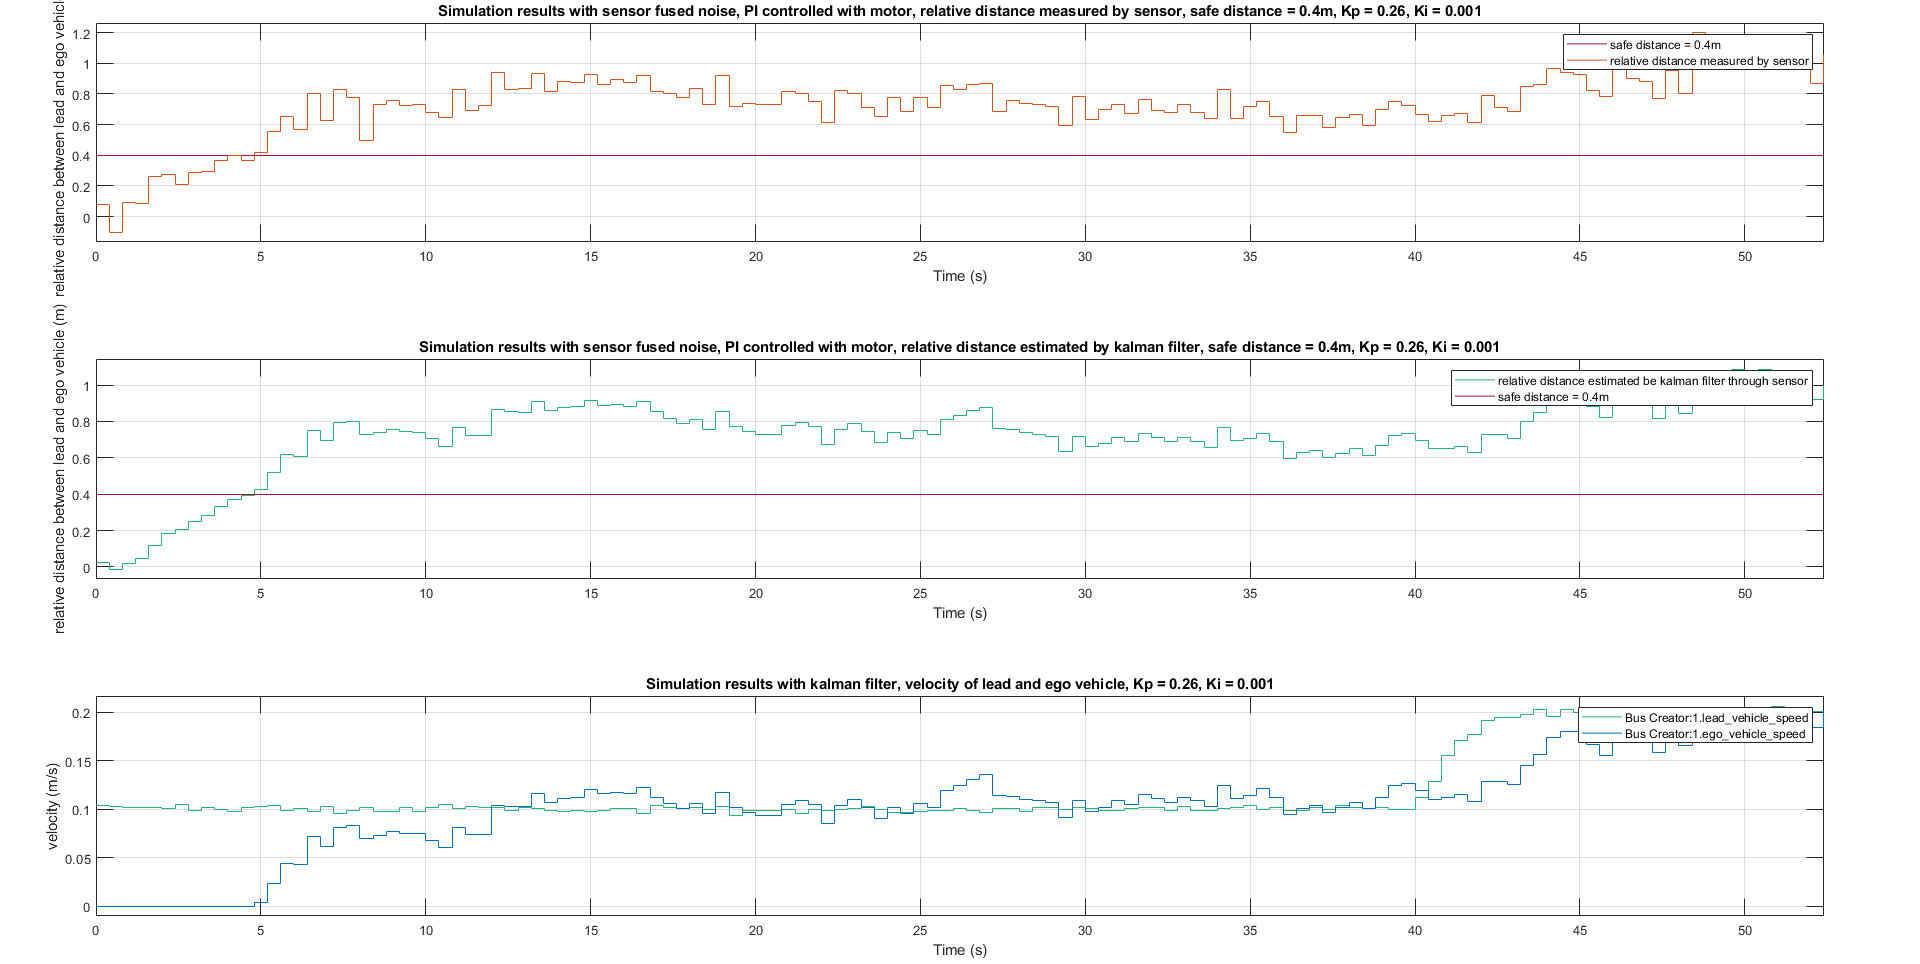 Simulation results with sensor fused noise, PI controlled with motor, relative distance measured by sensor, safe distance = 0.4m, Kp = 0.26, Ki = 0.001
relative distance between lead and ego vehicl
1.2
1
0.8
0.6
0.4
0.2
0
safe distance = 0.4m
relative distance measured by sensor
0 5 10 15 20 25 30 35 40 45 50
Time (s)
Simulation results with sensor fused noise, PI controlled with motor, relative distance estimated by kalman filter, safe distance = 0.4m, Kp = 0.26, Ki = 0.001
relative distance between lead and ego vehicle (m)
1
0.8
0.6
0.4
0.2
0
relative distance estimated be kalman filter through sensor
safe distance = 0.4m
0 5 10 15 20 25 30 35 40 45 50
Time (s)
Simulation results with kalman filter, velocity of lead and ego vehicle, Kp = 0.26, Ki = 0.001
velocity (m/s)
0.2
0.15
0.1
0.05
0
Bus Creator:1.lead_vehicle_speed
Bus Creator:1.ego_vehicle_speed
0 5 10 15 20 25 30 35 40 45 50
Time (s)